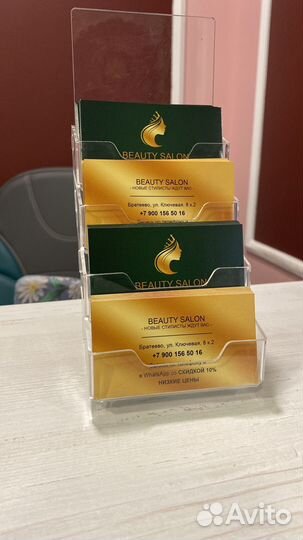 BEAUTY SALON
BEAUTY SALON
- НОВЫЕ СТИЛИСТЫ ЖДУТ ВАС -
Братеево, ул. Ключевая, 8 к.2
+7 900 156 50 16
BEAUTY SALON
BEAUTY SALON
- НОВЫЕ СТИЛИСТЫ ЖДУТ ВАС -
Братеево, ул. Ключевая, 8 к.2
+7 900 156 50 16
в WhatsApp со СКИДКОЙ 10%
НИЗКИЕ ЦЕНЫ
Avito